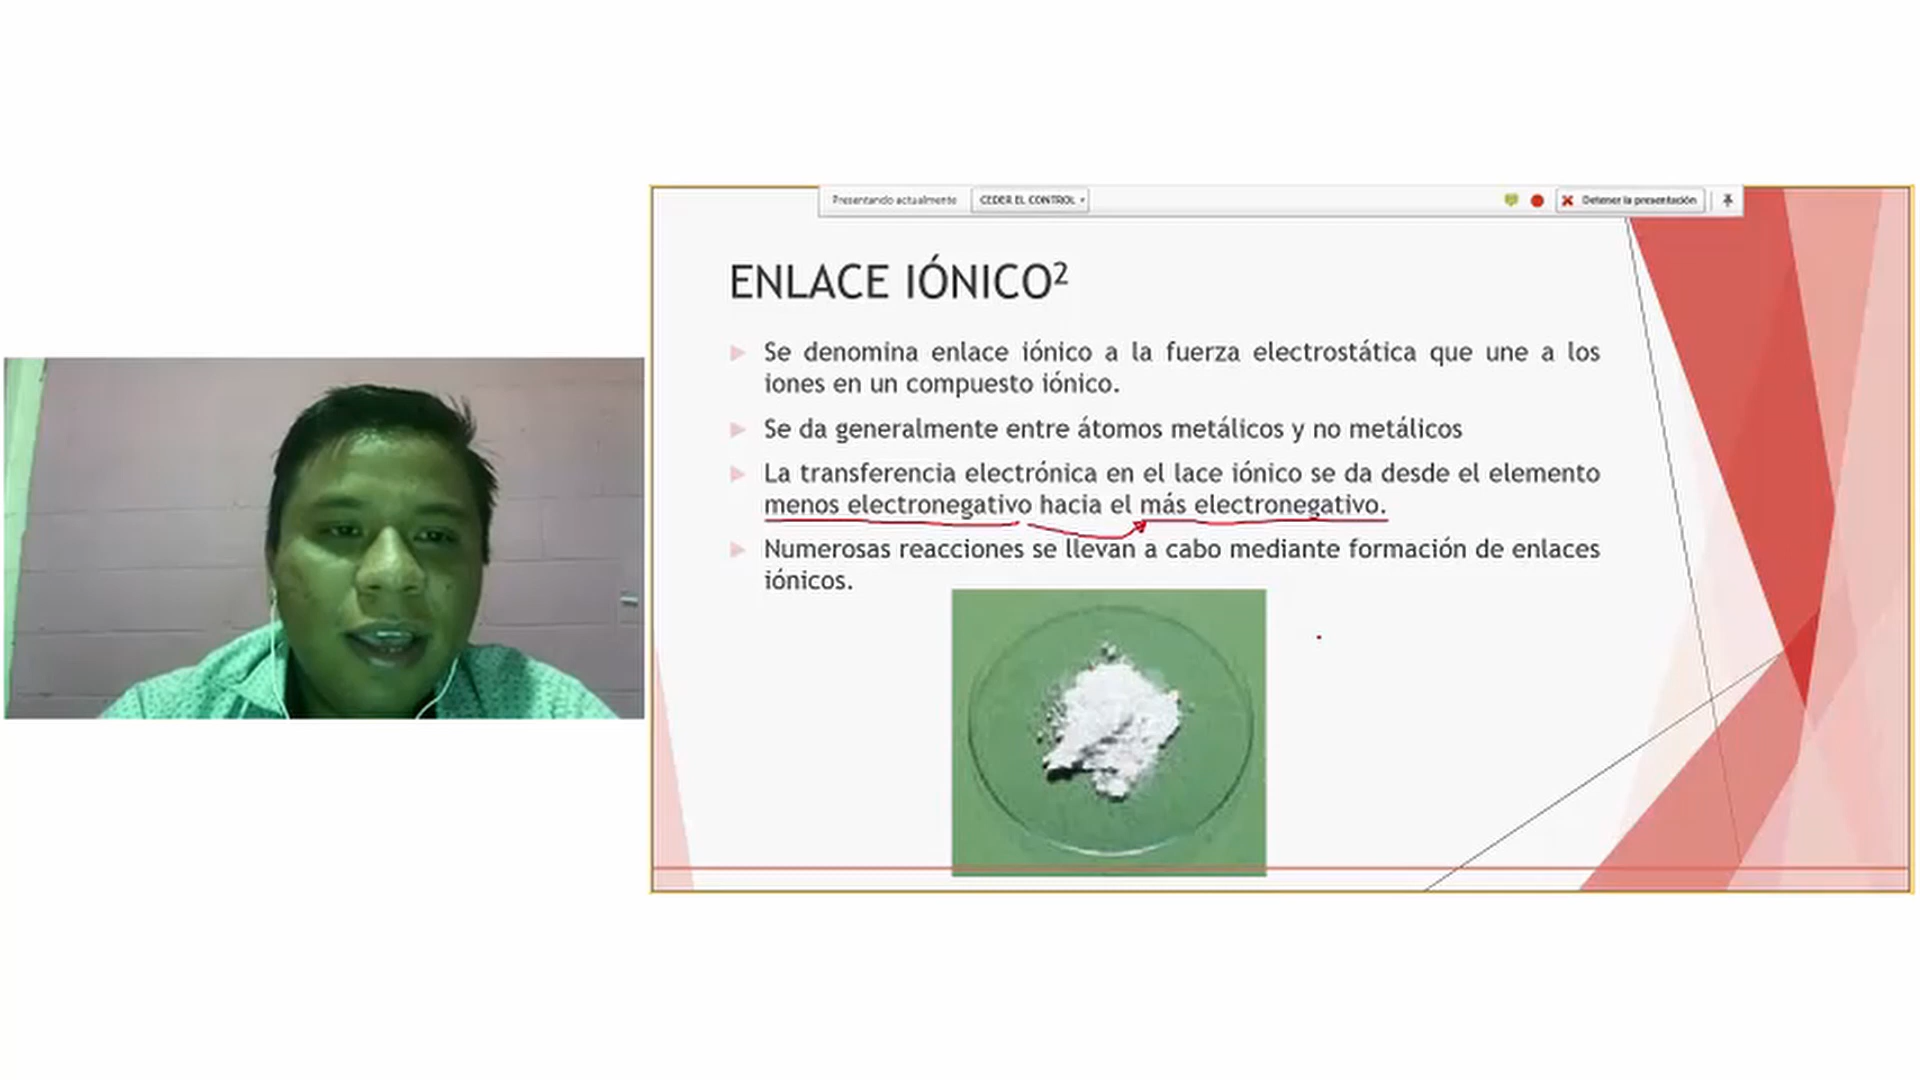 Presentando actualmente CEDER EL CONTROL Detener la presentación
ENLACE IÓNICO²
Se denomina enlace iónico a la fuerza electrostática que une a los
iones en un compuesto iónico.
Se da generalmente entre átomos metálicos y no metálicos
La transferencia electrónica en el lace iónico se da desde el elemento
menos electronegativo hacia el más electronegativo.
Numerosas reacciones se llevan a cabo mediante formación de enlaces
iónicos.